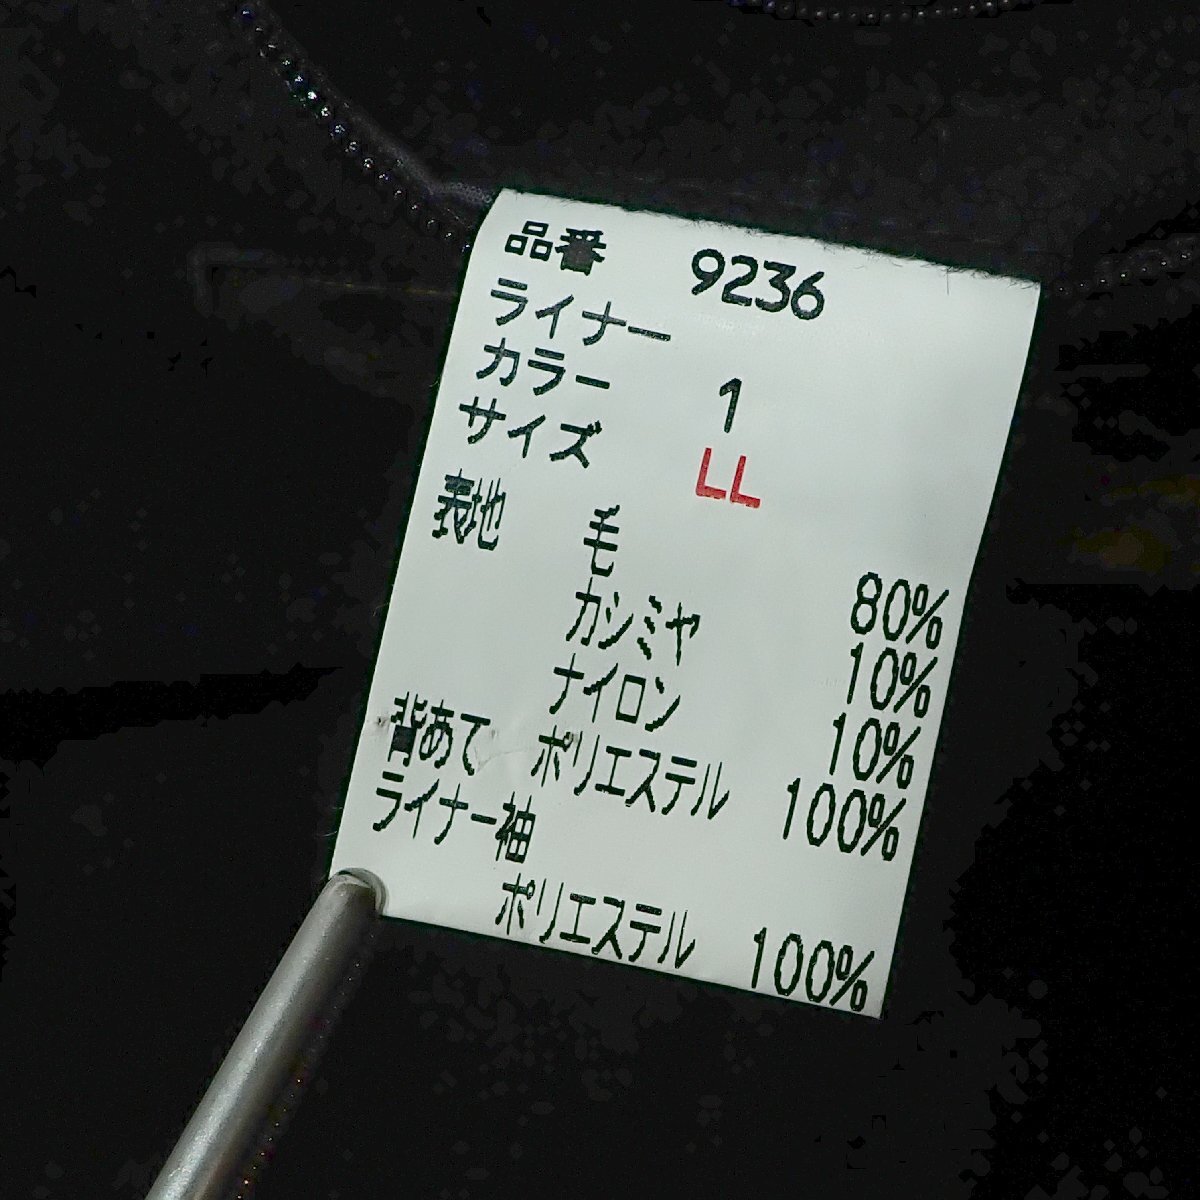 品番 9236
ライナー
カラー 1
サイズ LL
表地 毛 80%
カシミヤ 10%
ナイロン 10%
背あて ポリエステル 100%
ライナー袖
ポリエステル 100%